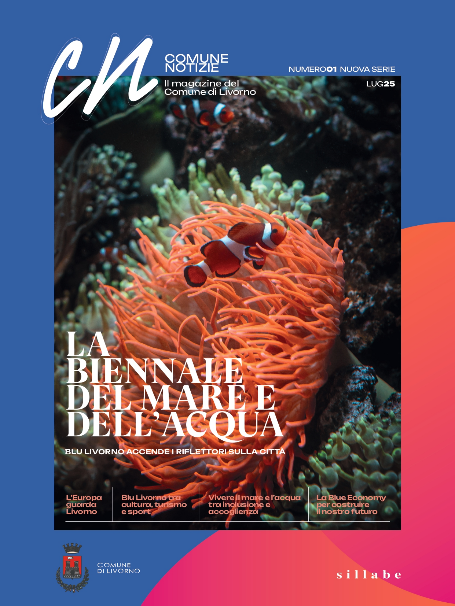 cn
COMUNE
NOTIZIE
Il magazine del
Comune di Livorno
NUMERO01 NUOVA SERIE
LUG25
LA
BIENNALE
DEL MARE E
DELL'ACQUA
BLU LIVORNO ACCENDE I RIFLETTORI SULLA CITTÀ
L'Europa
guarda
Livorno
Blu Livorno tra
cultura, turismo
e sport
Vivere il mare e l'acqua
tra inclusione e
accoglienza
La Blue Economy
per costruire
il nostro futuro
COMUNE
DI LIVORNO
sillabe